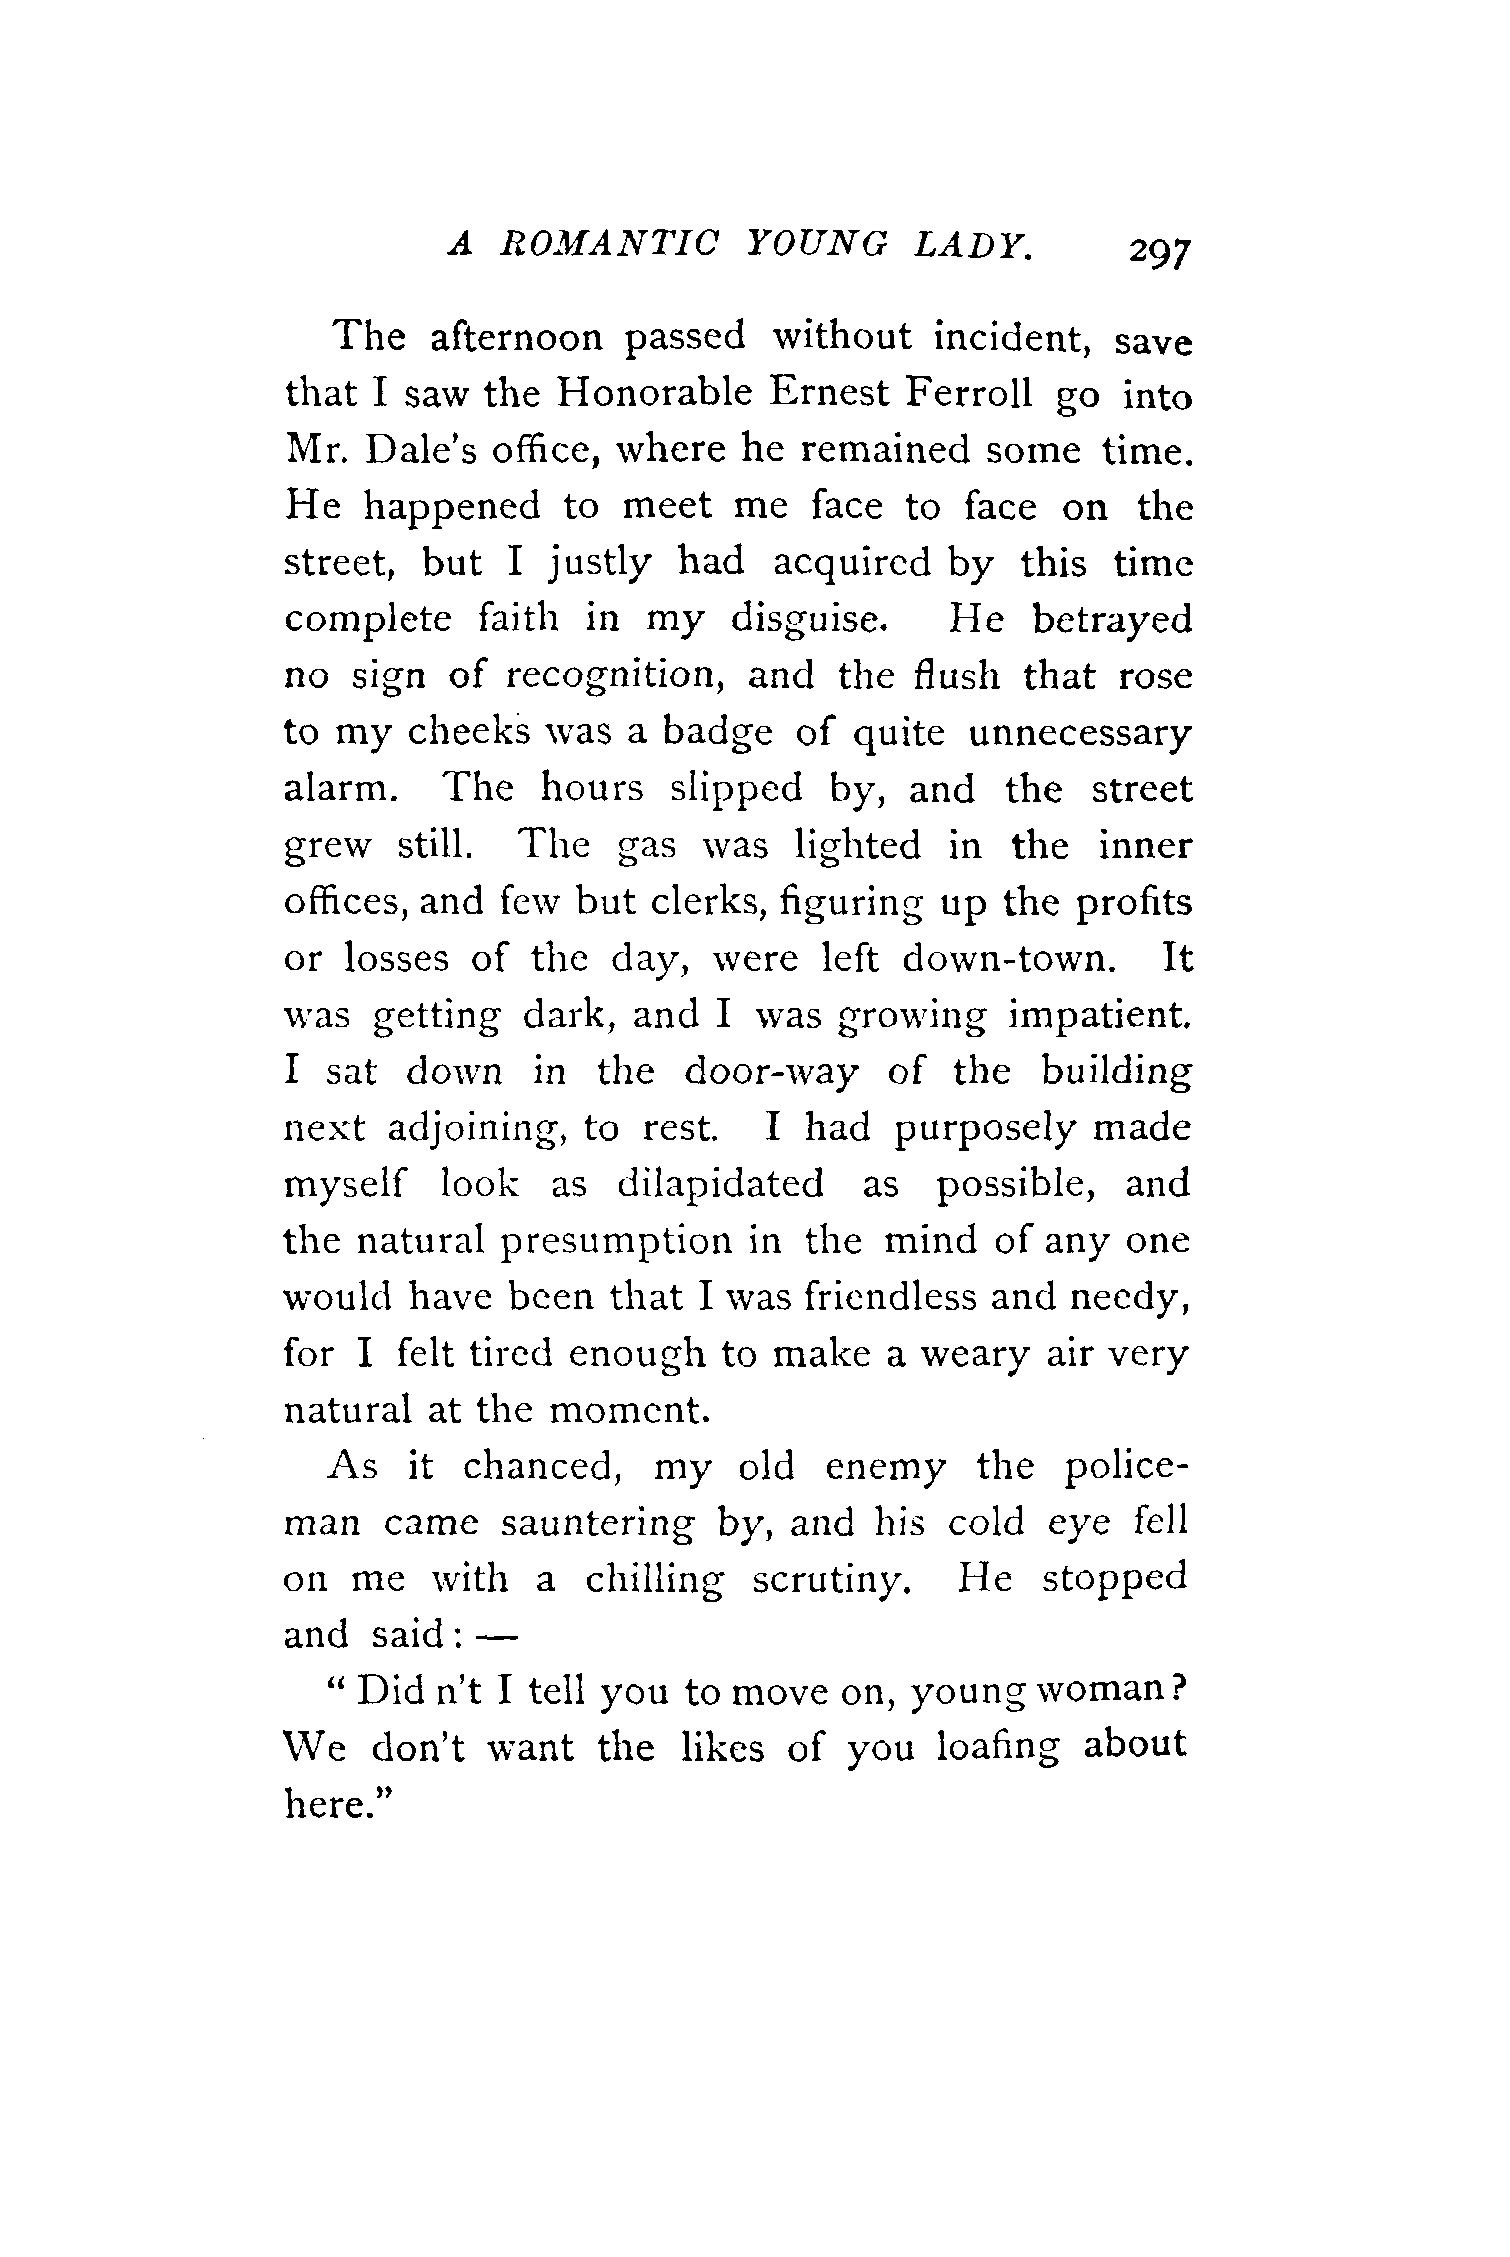 A ROMANTIC YOUNG LADY. 297
The afternoon passed without incident, save
that I saw the Honorable Ernest Ferroll go into
Mr. Dale's office, where he remained some time.
He happened to meet me face to face on the
street, but I justly had acquired by this time
complete faith in my disguise. He betrayed
no sign of recognition, and the flush that rose
to my cheeks was a badge of quite unnecessary
alarm. The hours slipped by, and the street
grew still. The gas was lighted in the inner
offices, and few but clerks, figuring up the profits
or losses of the day, were left down-town. It
was getting dark, and I was growing impatient.
I sat down in the door-way of the building
next adjoining, to rest. I had purposely made
myself look as dilapidated as possible, and
the natural presumption in the mind of any one
would have been that I was friendless and needy,
for I felt tired enough to make a weary air very
natural at the moment.
As it chanced, my old enemy the police-
man came sauntering by, and his cold eye fell
on me with a chilling scrutiny. He stopped
and said: —
"Did n't I tell you to move on, young woman?
We don't want the likes of you loafing about
here."